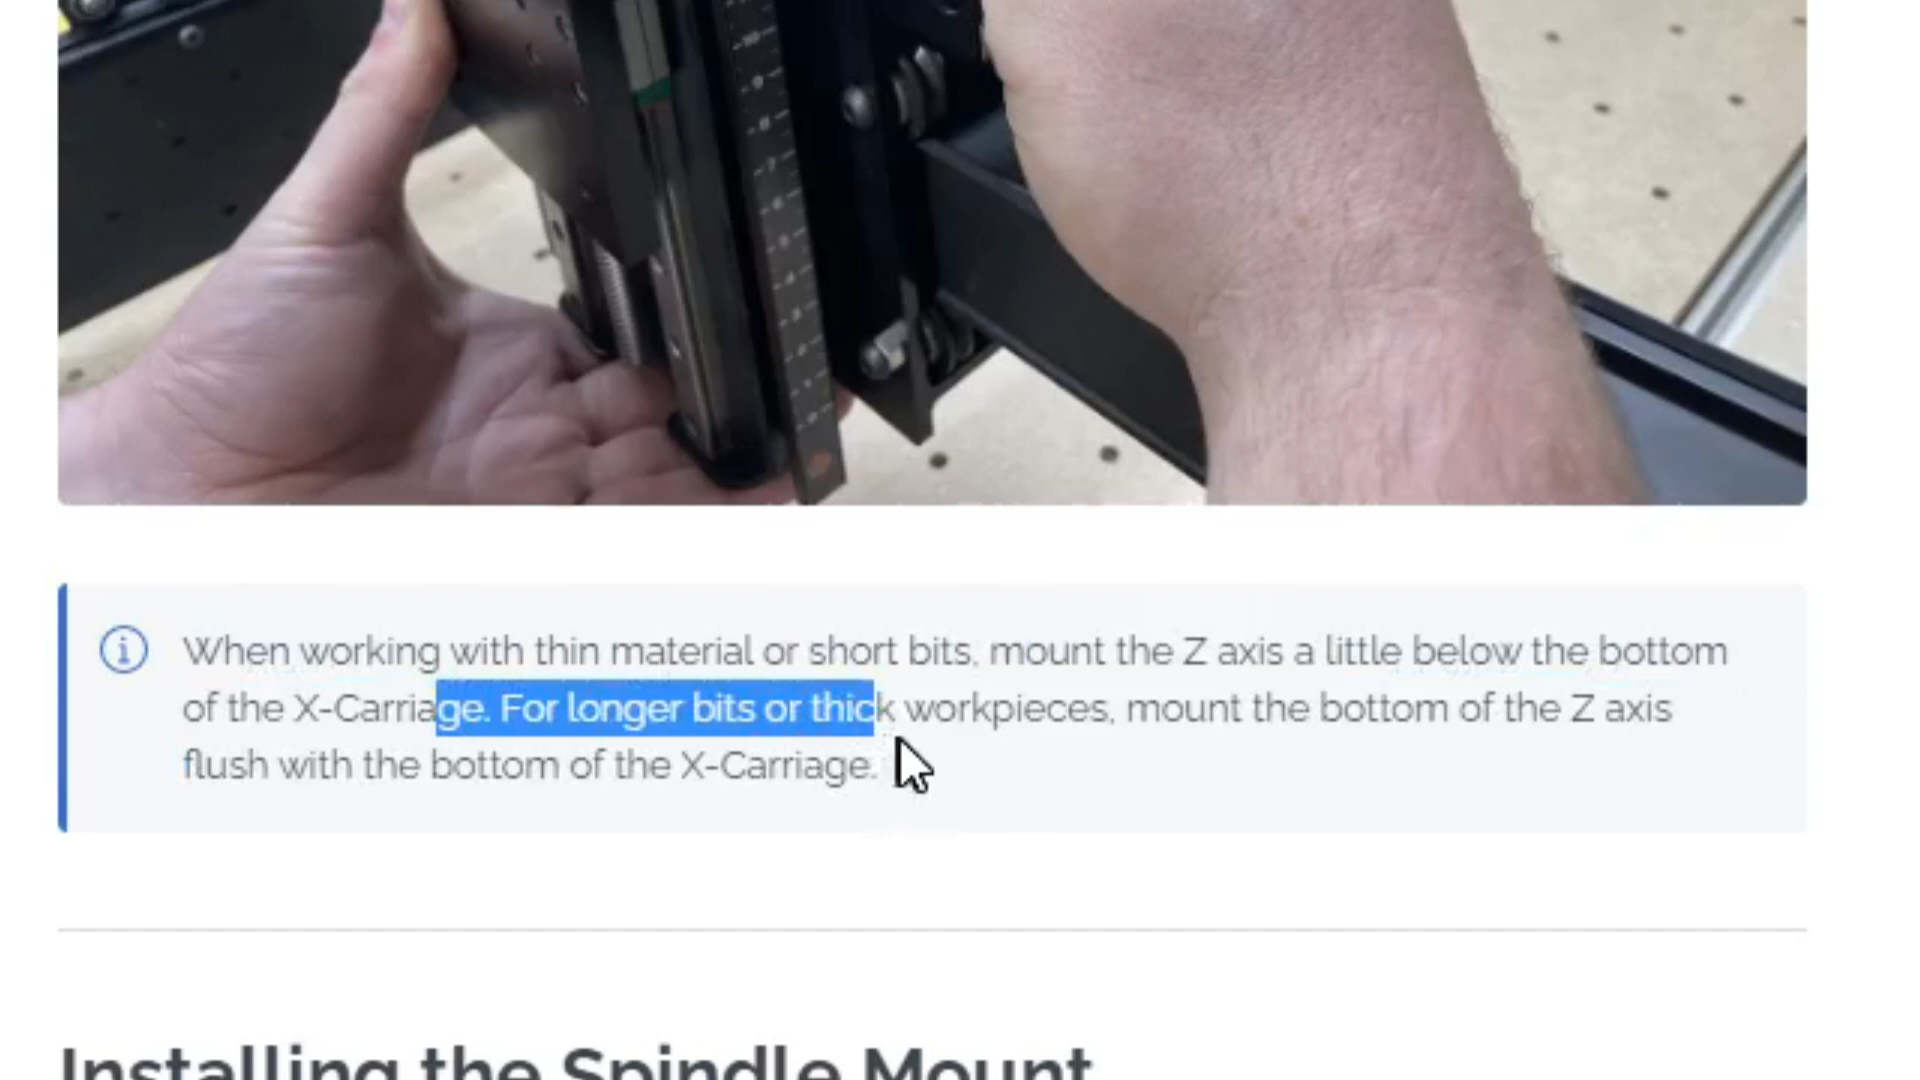 When working with thin material or short bits, mount the Z axis a little below the bottom
of the X-Carriage. For longer bits or thick workpieces, mount the bottom of the Z axis
flush with the bottom of the X-Carriage.
Installing the Spindle Mount